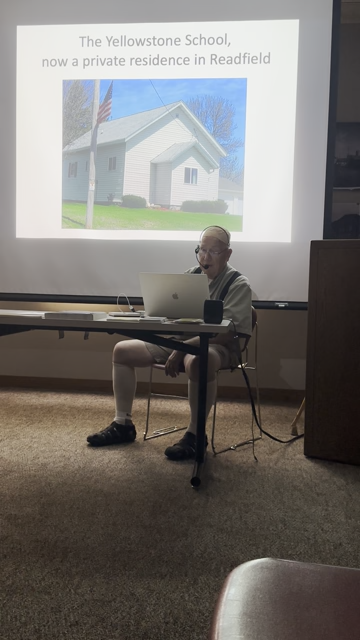 The Yellowstone School,
now a private residence in Readfield